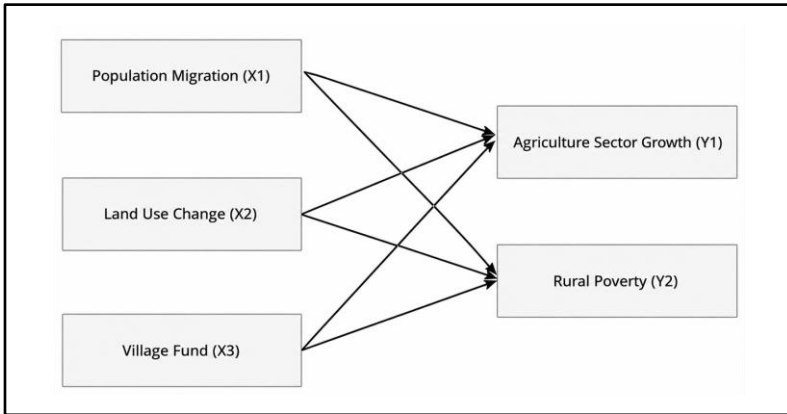 Population Migration (X1)
Agriculture Sector Growth (Y1)
Land Use Change (X2)
Rural Poverty (Y2)
Village Fund (X3)